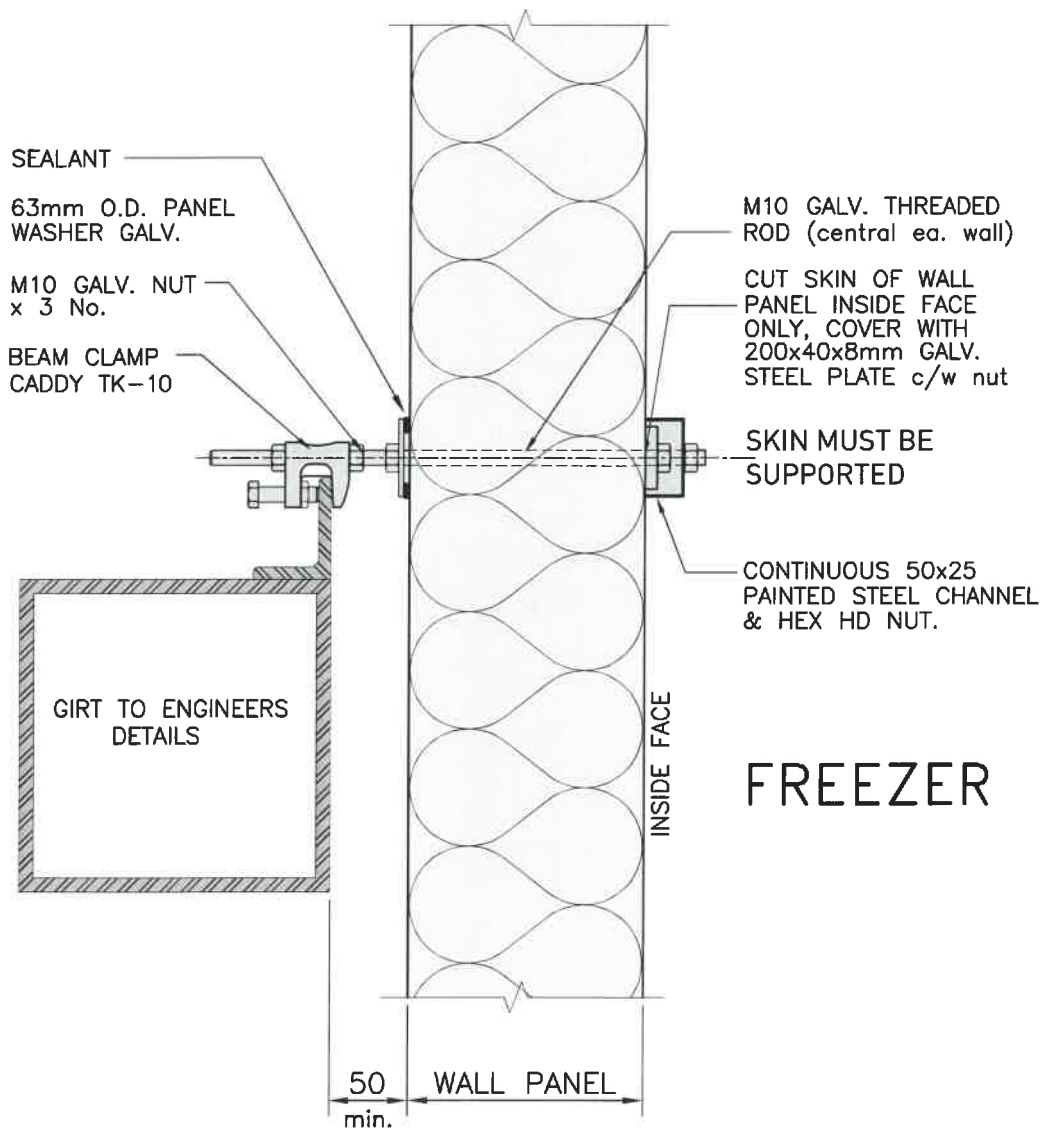 SEALANT
63mm O.D. PANEL
WASHER GALV.
M10 GALV. NUT
x 3 No.
BEAM CLAMP
CADDY TK-10
M10 GALV. THREADED
ROD (central ea. wall)
CUT SKIN OF WALL
PANEL INSIDE FACE
ONLY, COVER WITH
200x40x8mm GALV.
STEEL PLATE c/w nut
SKIN MUST BE
SUPPORTED
CONTINUOUS 50x25
PAINTED STEEL CHANNEL
& HEX HD NUT.
GIRT TO ENGINEERS
DETAILS
INSIDE FACE
FREEZER
50
min.
WALL PANEL